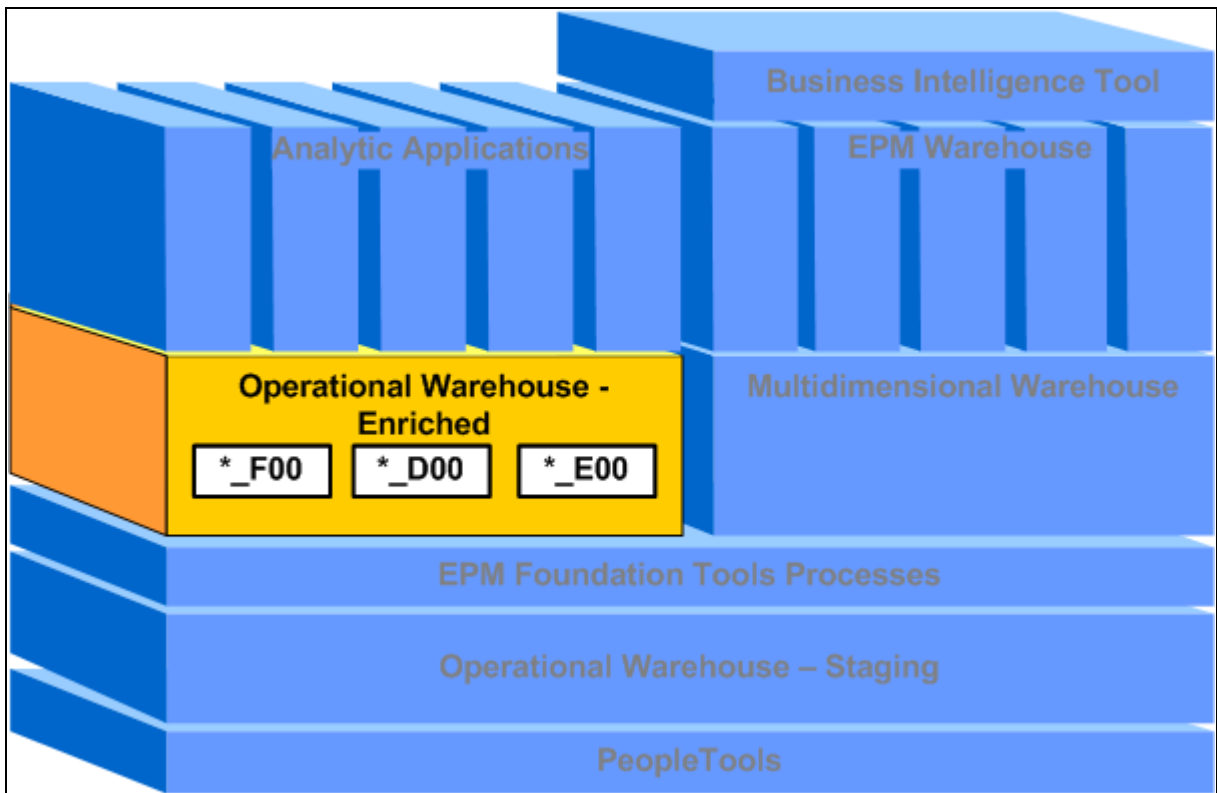 Business Intelligence Tool
Analytic Applications
EPM Warehouse
Operational Warehouse -
Enriched
*_F00
*_D00
*_E00
Multidimensional Warehouse
EPM Foundation Tools Processes
Operational Warehouse – Staging
PeopleTools